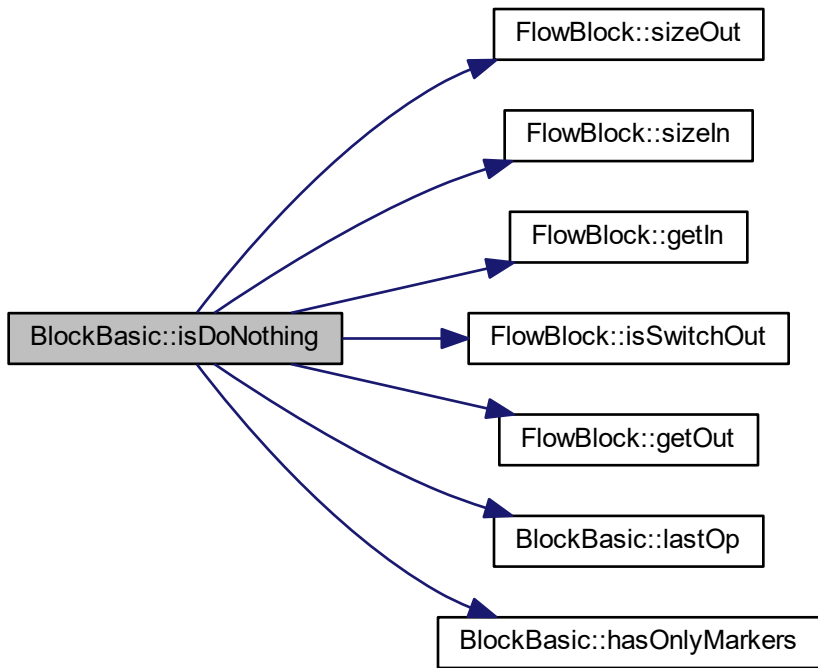 FlowBlock::sizeOut
FlowBlock::sizeIn
FlowBlock::getIn
BlockBasic::isDoNothing
FlowBlock::isSwitchOut
FlowBlock::getOut
BlockBasic::lastOp
BlockBasic::hasOnlyMarkers